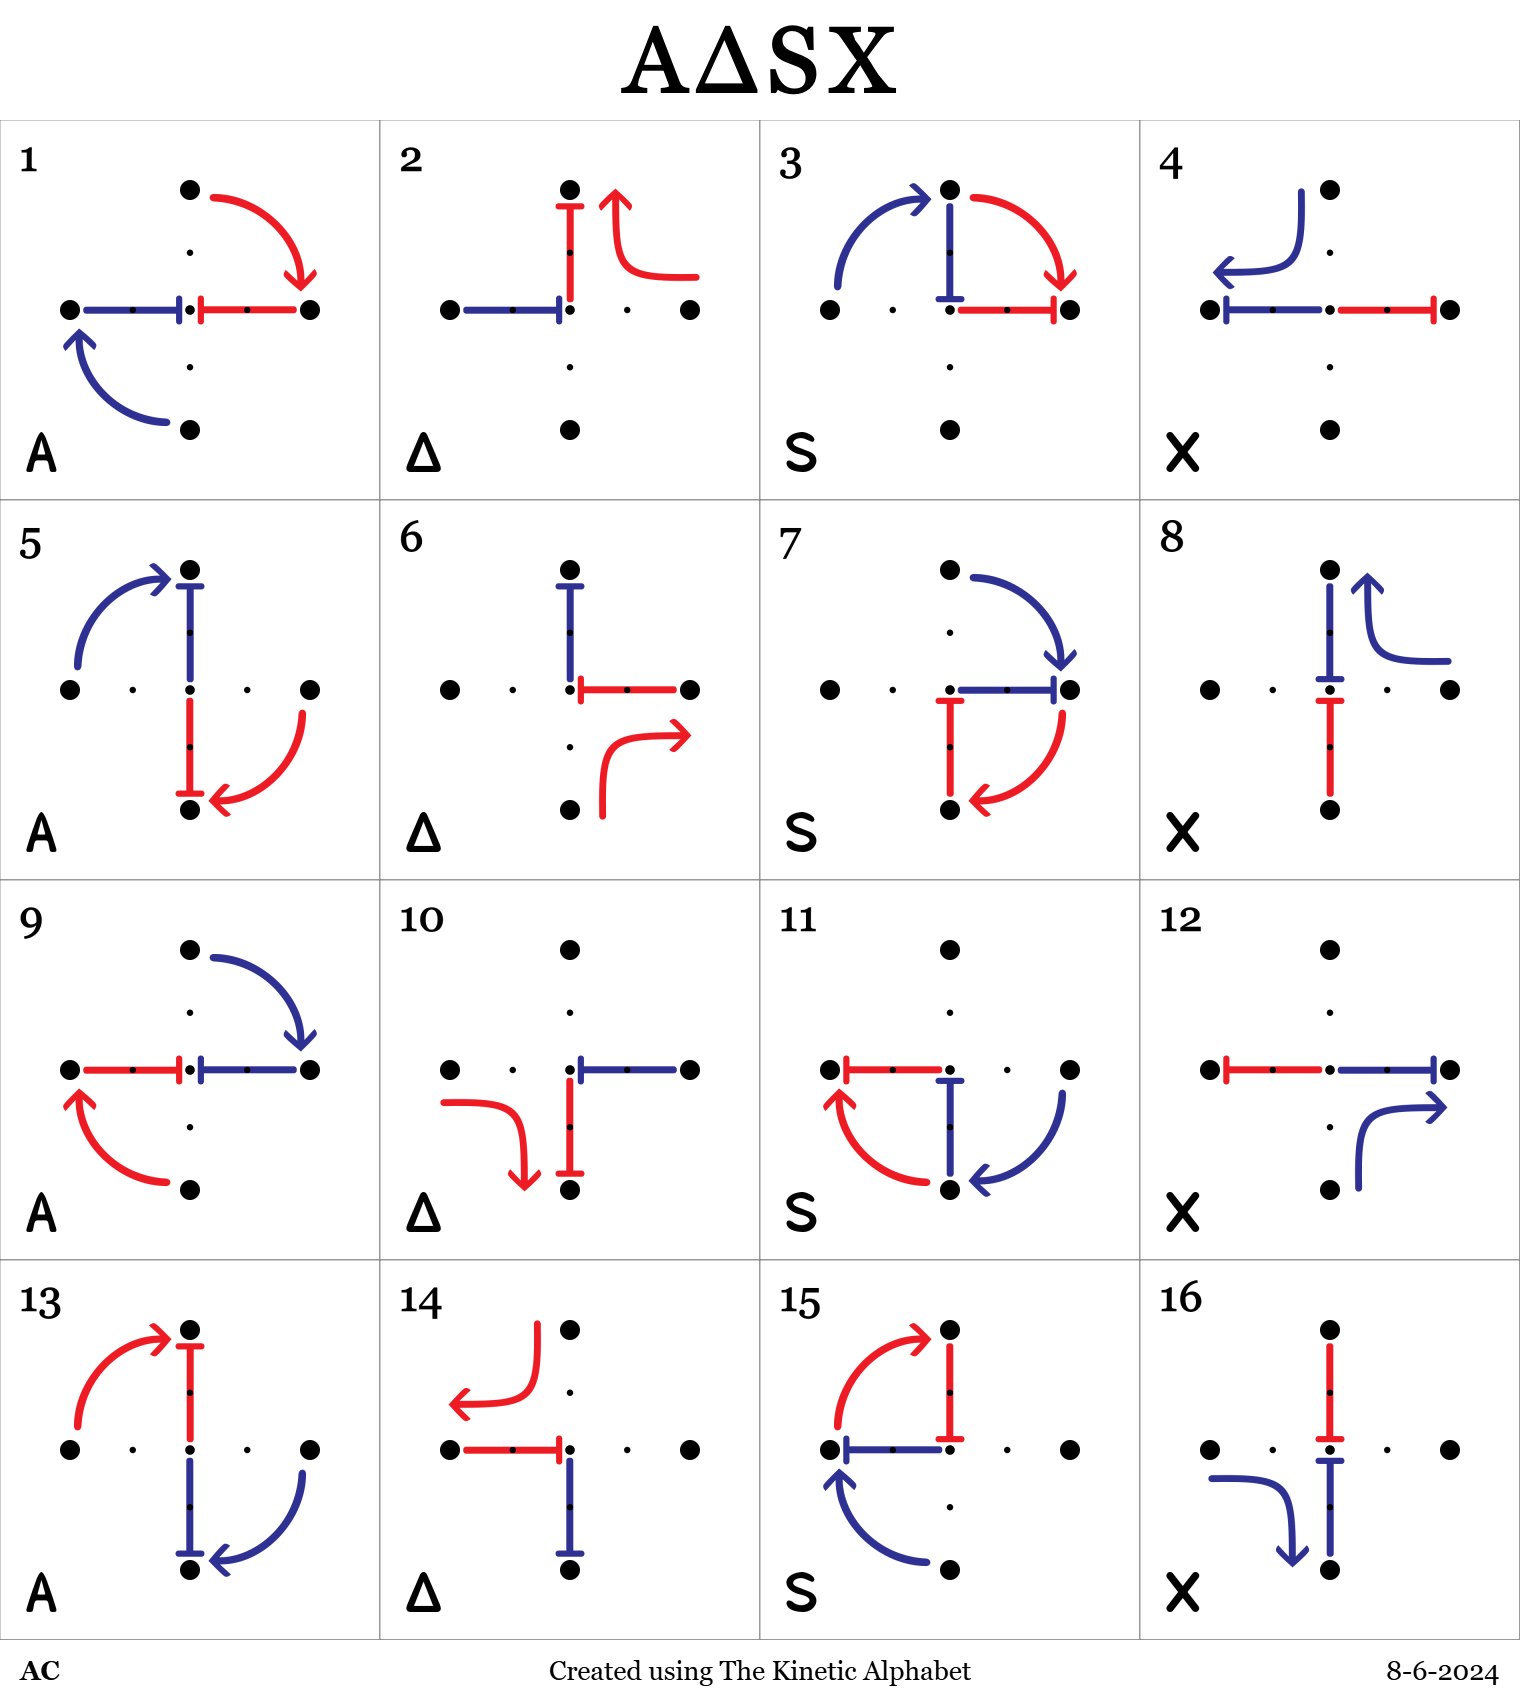 AΔSX
1 2 3 4
A Δ S X
5 6 7 8
A Δ S X
9 10 11 12
A Δ S X
13 14 15 16
A Δ S X
AC Created using The Kinetic Alphabet 8-6-2024